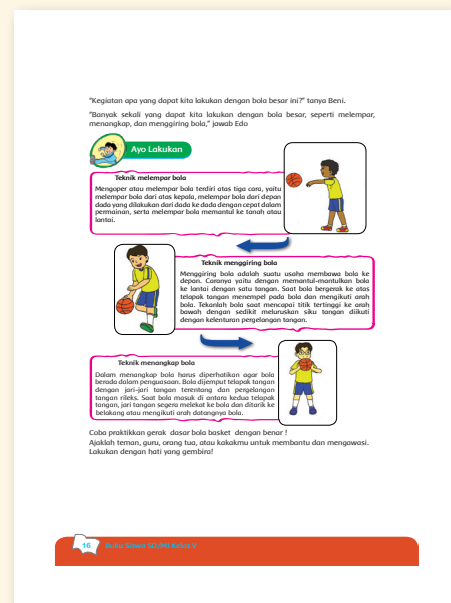 "Kegiatan apa yang dapat kita lakukan dengan bola besar ini?" tanya Beni.
"Banyak sekali yang dapat kita lakukan dengan bola besar, seperti melempar,
menangkap, dan menggiring bola," jawab Edo
Ayo Lakukan
Teknik melempar bola
Mengoper atau melempar bola terdiri atas tiga cara, yaitu
melempar bola dari atas kepala, melempar bola dari depan
dada yang dilakukan dari dada ke dada dengan cepat dalam
permainan, serta melempar bola memantul ke tanah atau
lantai.
Teknik menggiring bola
Menggiring bola adalah suatu usaha membawa bola ke
depan. Caranya yaitu dengan memantul-mantulkan bola
ke lantai dengan satu tangan. Saat bola bergerak ke atas
telapak tangan menempel pada bola dan mengikuti arah
bola. Tekanlah bola saat mencapai titik tertinggi ke arah
bawah dengan sedikit meluruskan siku tangan diikuti
dengan kelenturan pergelangan tangan.
Teknik menangkap bola
Dalam menangkap bola harus diperhatikan agar bola
berada dalam penguasaan. Bola dijemput telapak tangan
dengan jari-jari tangan terentang dan pergelangan
tangan rileks. Saat bola masuk di antara kedua telapak
tangan, jari tangan segera melekat ke bola dan ditarik ke
belakang atau mengikuti arah datangnya bola.
Coba praktikkan gerak dasar bola basket dengan benar !
Ajaklah teman, guru, orang tua, atau kakakmu untuk membantu dan mengawasi.
Lakukan dengan hati yang gembira!
16 Buku Siswa SD/MI Kelas V